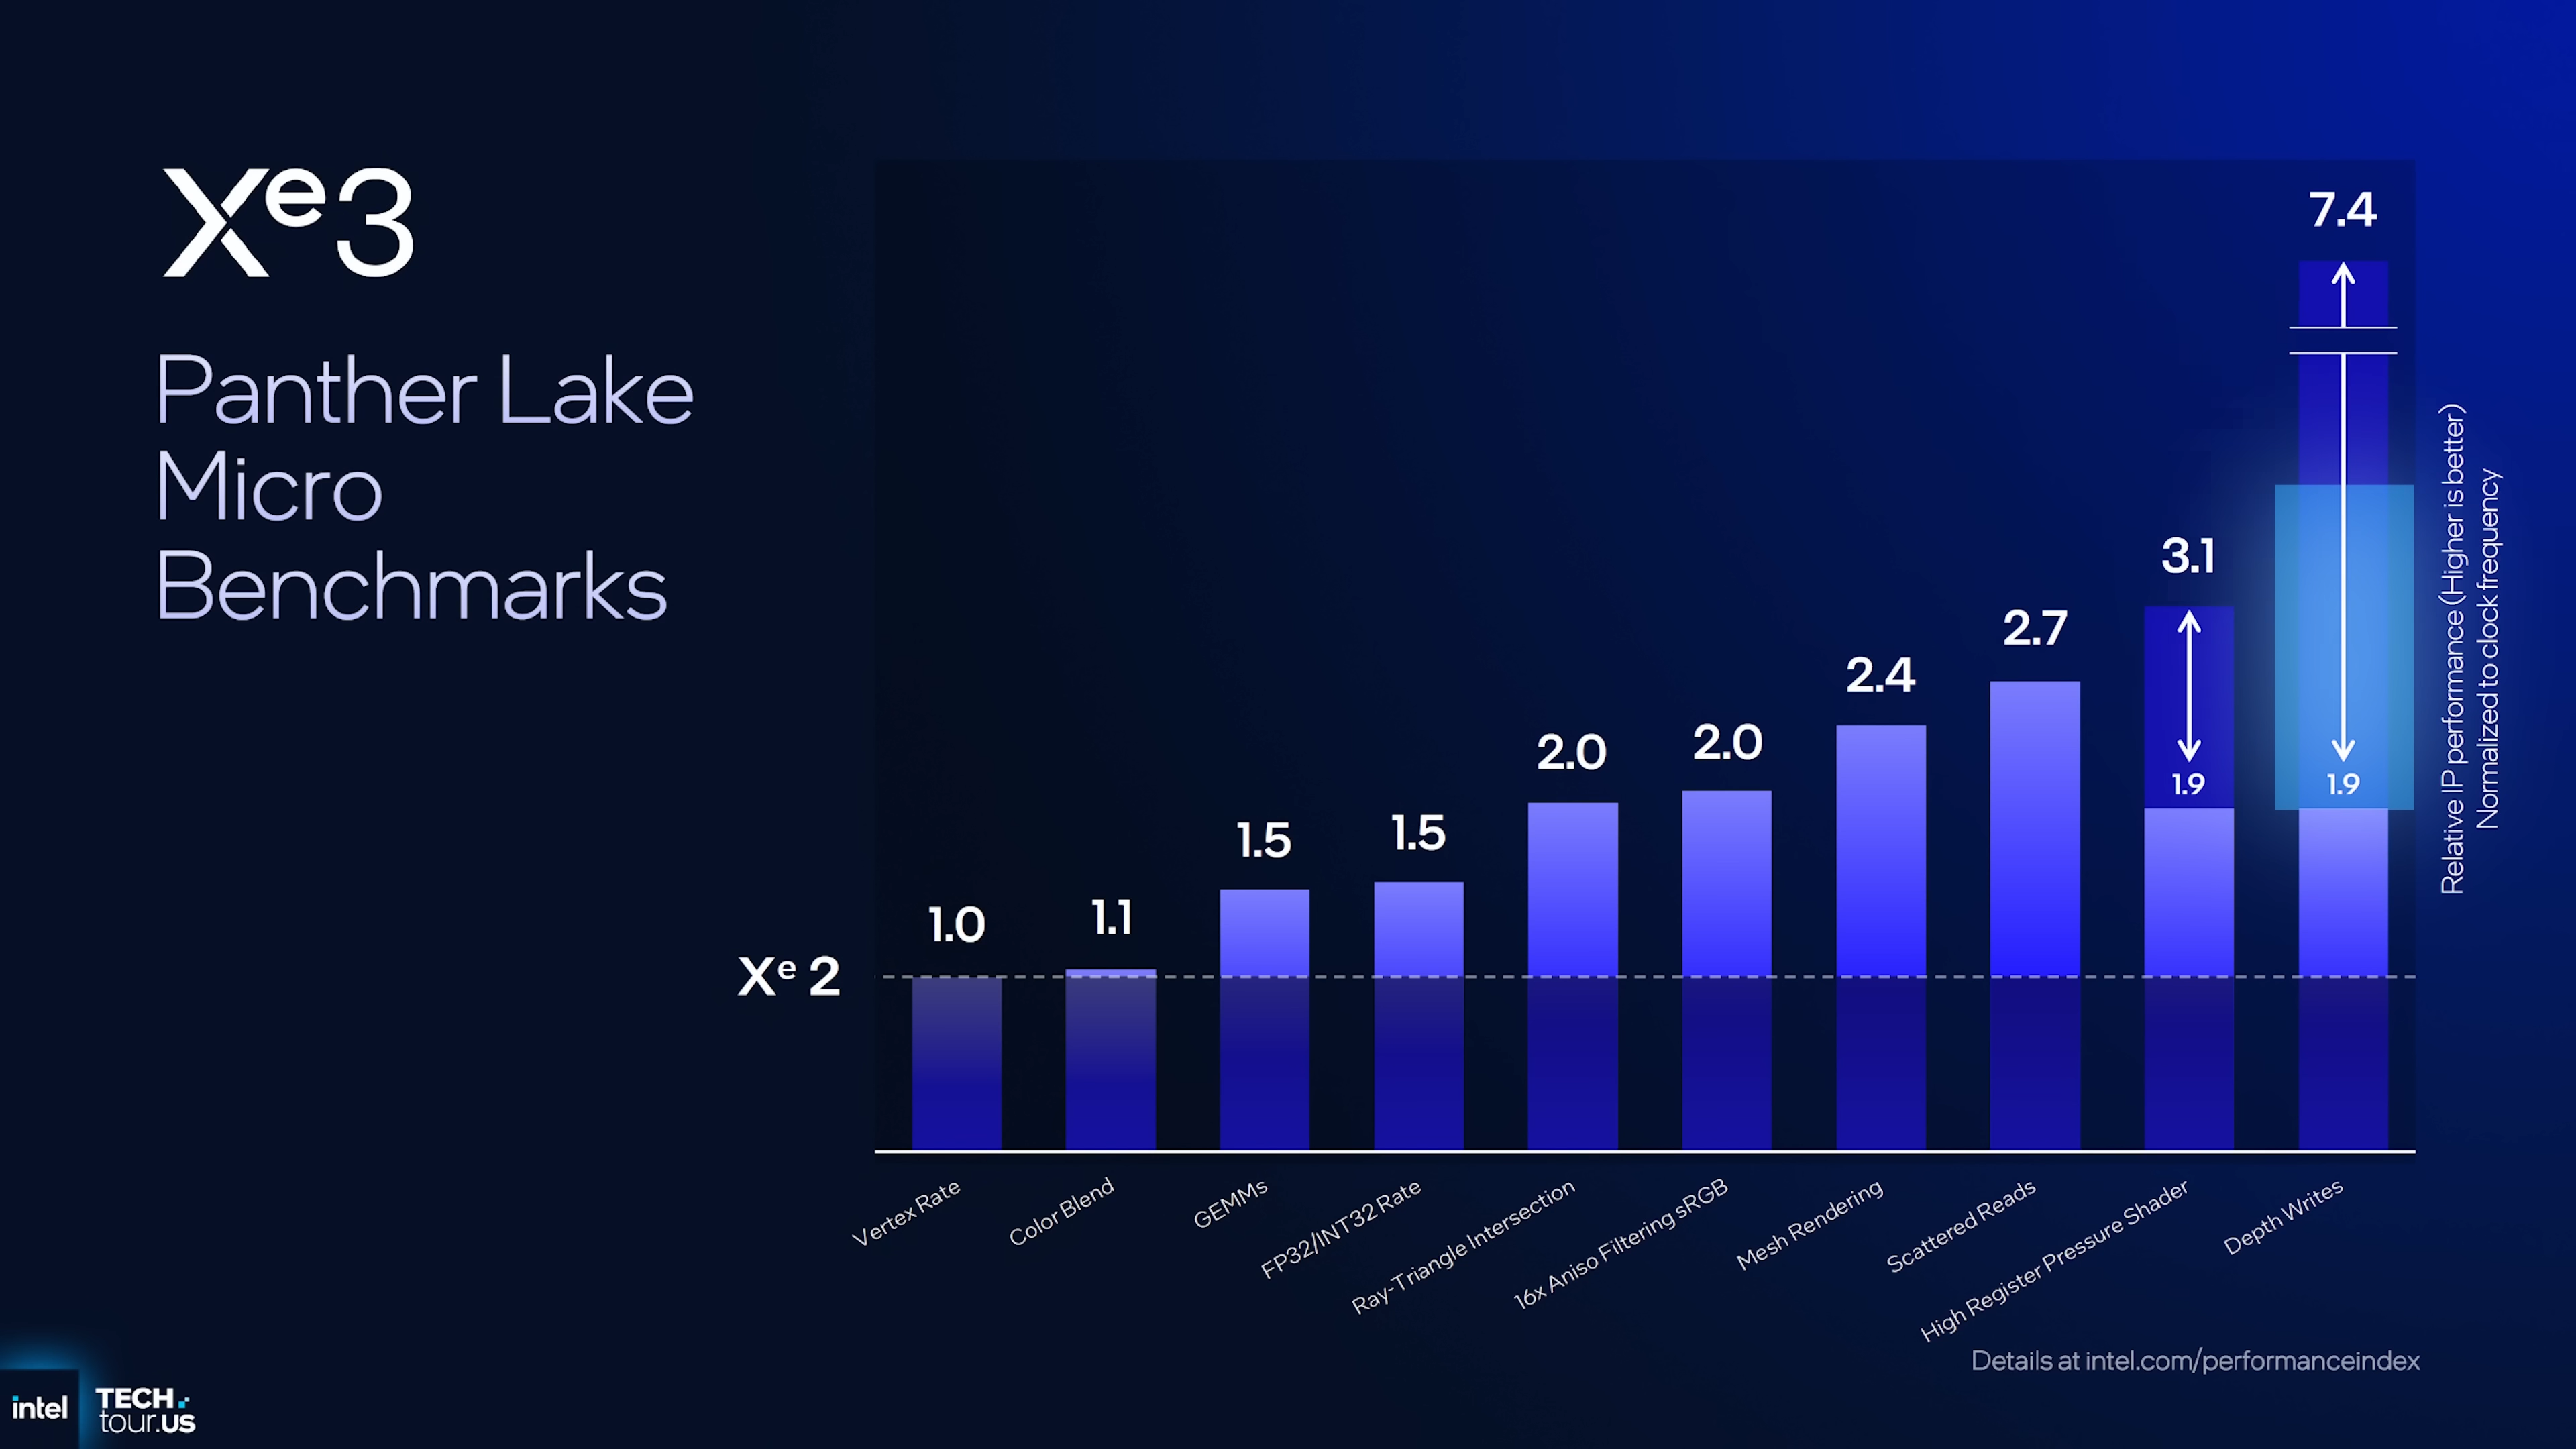 Xe3
Panther Lake
Micro
Benchmarks
7.4
3.1
2.7
2.4
2.0
2.0
1.5
1.5
1.1
1.0
1.9
1.9
Xe 2
Relative IP performance (Higher is better)
Normalized to clock frequency
Vertex Rate
Color Blend
GEMMs
FP32/INT32 Rate
Ray-Triangle Intersection
16x Aniso Filtering sRGB
Mesh Rendering
Scattered Reads
High Register Pressure Shader
Depth Writes
Details at intel.com/performanceindex
intel
TECH
tour.US